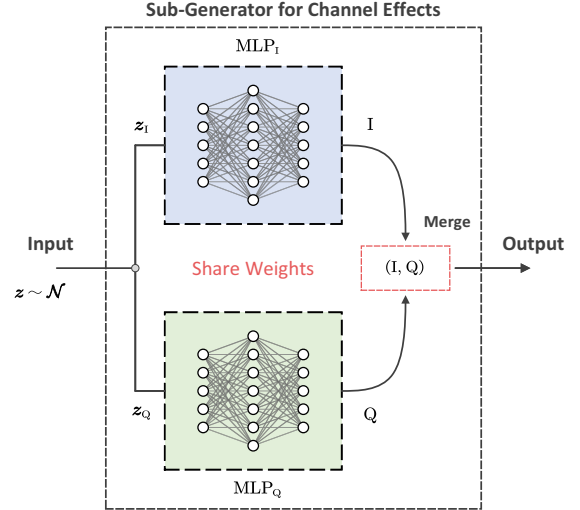 Sub-Generator for Channel Effects
MLP_I
z_I
I
Merge
Input
Output
Share Weights
(I, Q)
z ~ 𝒩
z_Q
Q
MLP_Q